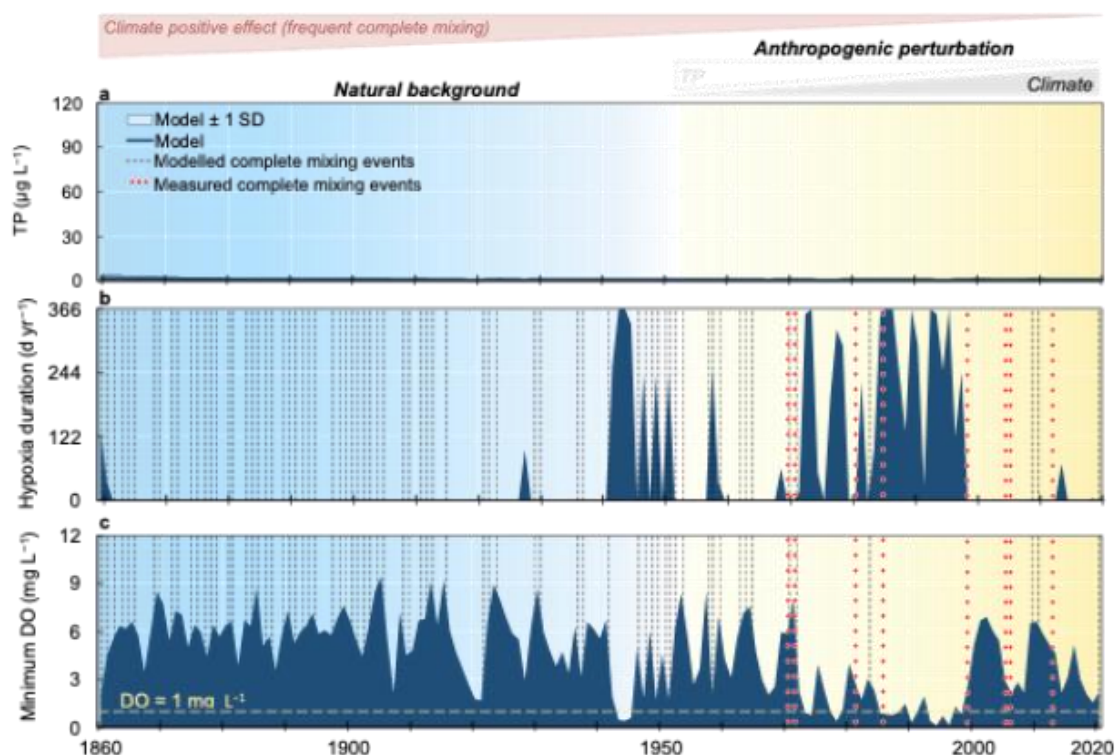 Climate positive effect (frequent complete mixing)
Anthropogenic perturbation
TP
Natural background
Climate
a
120
90
60
30
0
TP (µg L⁻¹)
Model ± 1 SD
Model
Modelled complete mixing events
Measured complete mixing events
b
366
244
122
0
Hypoxia duration (d yr⁻¹)
c
12
9
6
3
0
Minimum DO (mg L⁻¹)
DO = 1 mg L⁻¹
1860 1900 1950 2000 2020